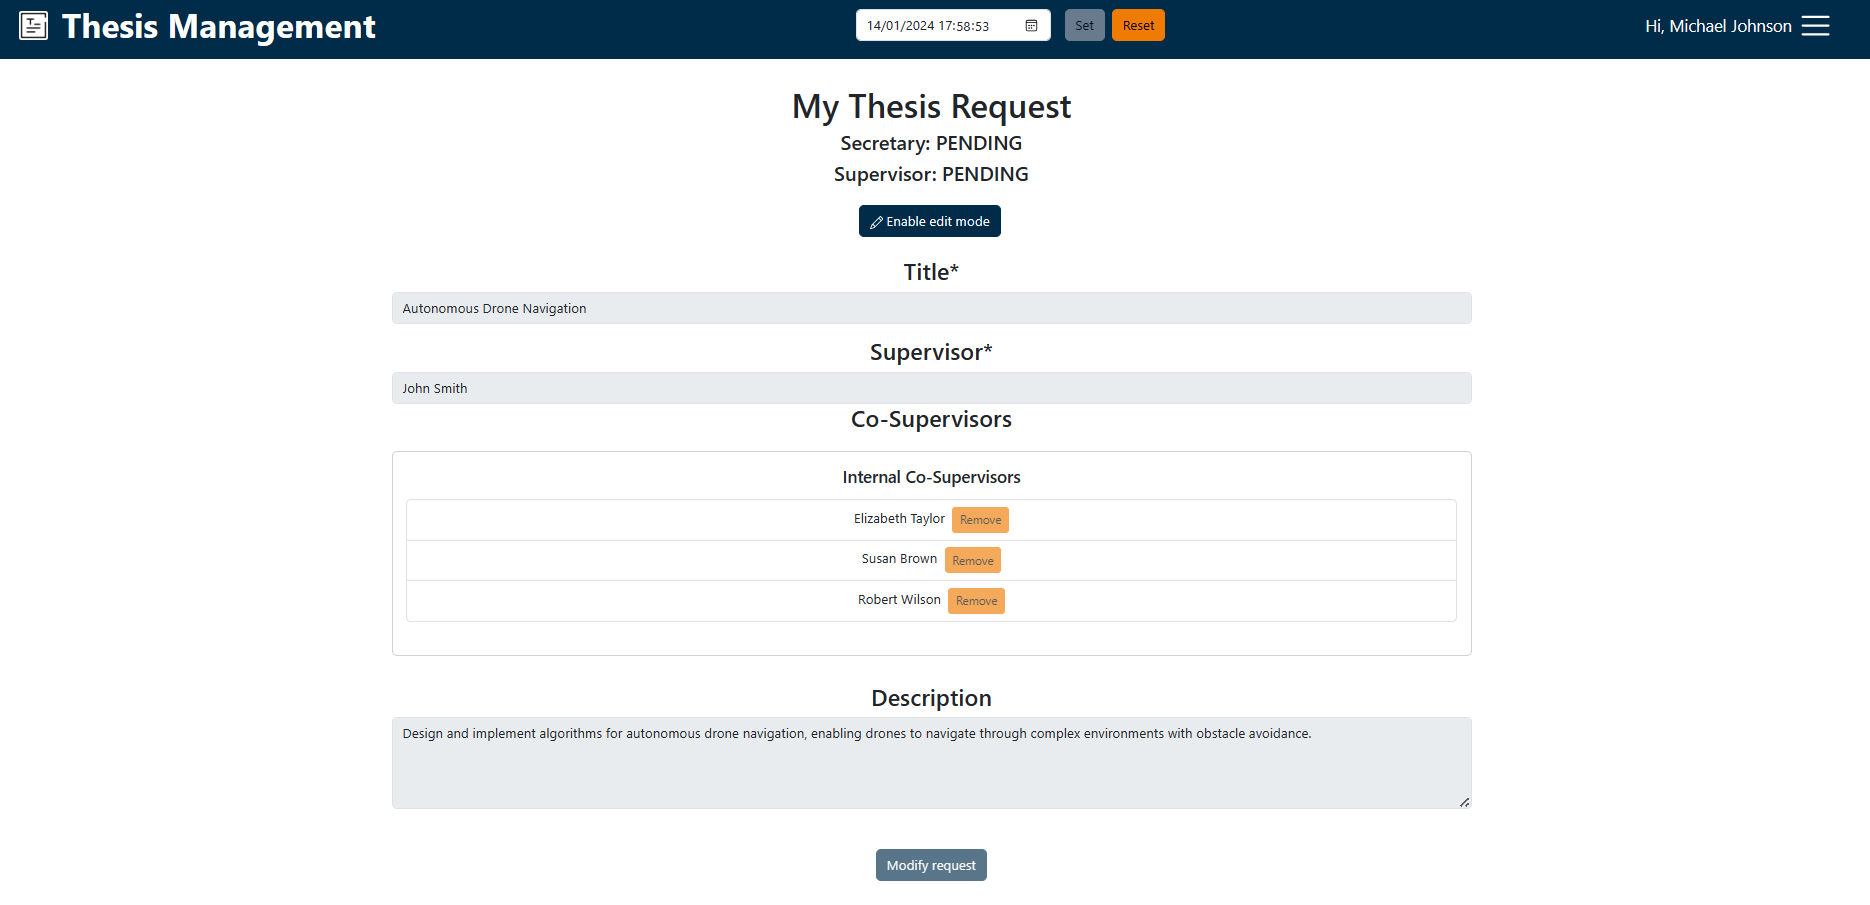 Thesis Management
14/01/2024 17:58:53
Set
Reset
Hi, Michael Johnson
My Thesis Request
Secretary: PENDING
Supervisor: PENDING
Enable edit mode
Title*
Autonomous Drone Navigation
Supervisor*
John Smith
Co-Supervisors
Internal Co-Supervisors
Elizabeth Taylor Remove
Susan Brown Remove
Robert Wilson Remove
Description
Design and implement algorithms for autonomous drone navigation, enabling drones to navigate through complex environments with obstacle avoidance.
Modify request